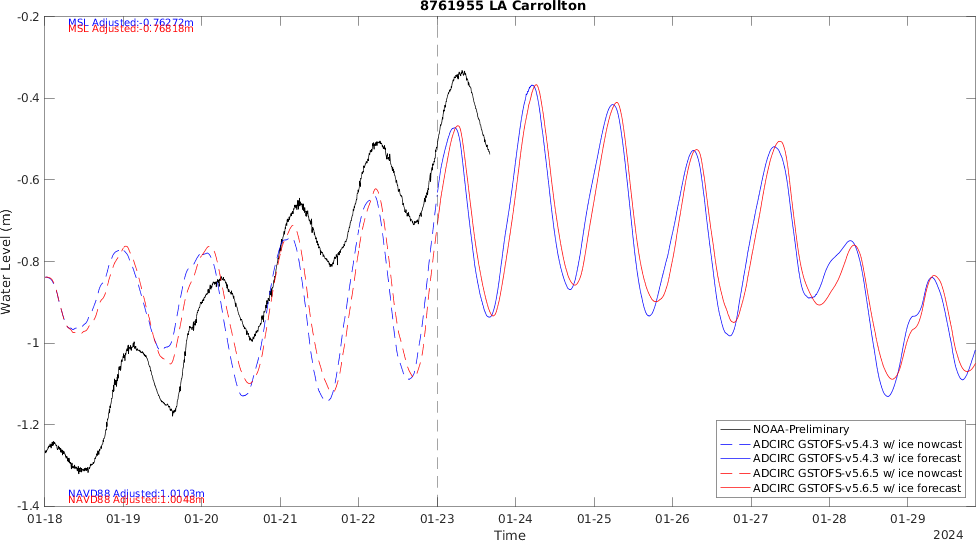 8761955 LA Carrollton
MSL Adjusted:-0.76272m
MSL Adjusted:-0.76818m
-0.2
-0.4
-0.6
-0.8
-1
-1.2
-1.4
Water Level (m)
NAVD88 Adjusted:1.0103m
NAVD88 Adjusted:1.0048m
NOAA-Preliminary
ADCIRC GSTOFS-v5.4.3 w/ ice nowcast
ADCIRC GSTOFS-v5.4.3 w/ ice forecast
ADCIRC GSTOFS-v5.6.5 w/ ice nowcast
ADCIRC GSTOFS-v5.6.5 w/ ice forecast
01-18 01-19 01-20 01-21 01-22 01-23 01-24 01-25 01-26 01-27 01-28 01-29
Time
2024